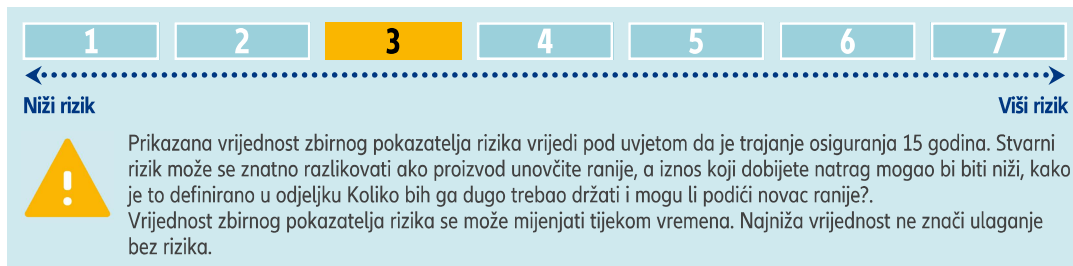 1 2 3 4 5 6 7
Niži rizik Viši rizik
Prikazana vrijednost zbirnog pokazatelja rizika vrijedi pod uvjetom da je trajanje osiguranja 15 godina. Stvarni
rizik može se znatno razlikovati ako proizvod unovčite ranije, a iznos koji dobijete natrag mogao bi biti niži, kako
je to definirano u odjeljku Koliko bih ga dugo trebao držati i mogu li podići novac ranije?.
Vrijednost zbirnog pokazatelja rizika se može mijenjati tijekom vremena. Najniža vrijednost ne znači ulaganje
bez rizika.